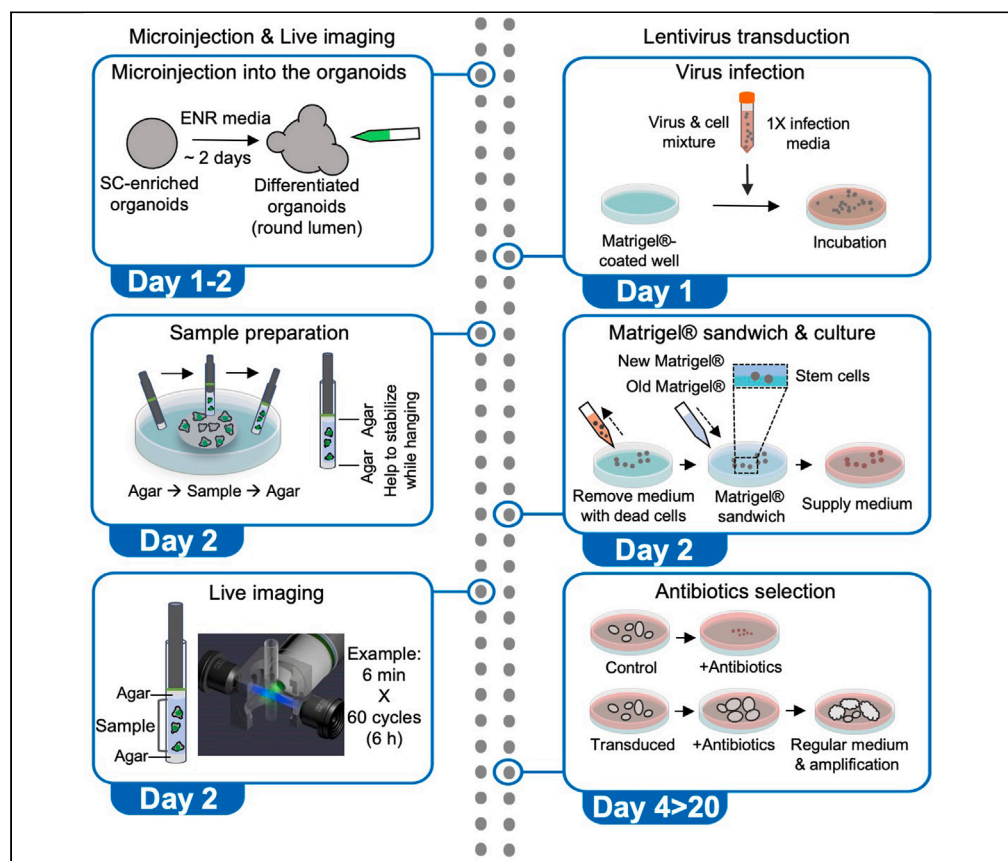 Microinjection & Live imaging
Microinjection into the organoids
ENR media
~ 2 days
SC-enriched
organoids
Differentiated
organoids
(round lumen)
Day 1-2
Sample preparation
Agar → Sample → Agar
Agar Agar
Help to stabilize
while hanging
Day 2
Live imaging
Agar
Sample
Agar
Example:
6 min
X
60 cycles
(6 h)
Day 2
Lentivirus transduction
Virus infection
Virus & cell
mixture
1X infection
media
Matrigel®-
coated well
Incubation
Day 1
Matrigel® sandwich & culture
New Matrigel®
Old Matrigel®
Stem cells
Remove medium
with dead cells
Matrigel®
sandwich
Supply medium
Day 2
Antibiotics selection
Control
+Antibiotics
Transduced
+Antibiotics
Regular medium
& amplification
Day 4>20